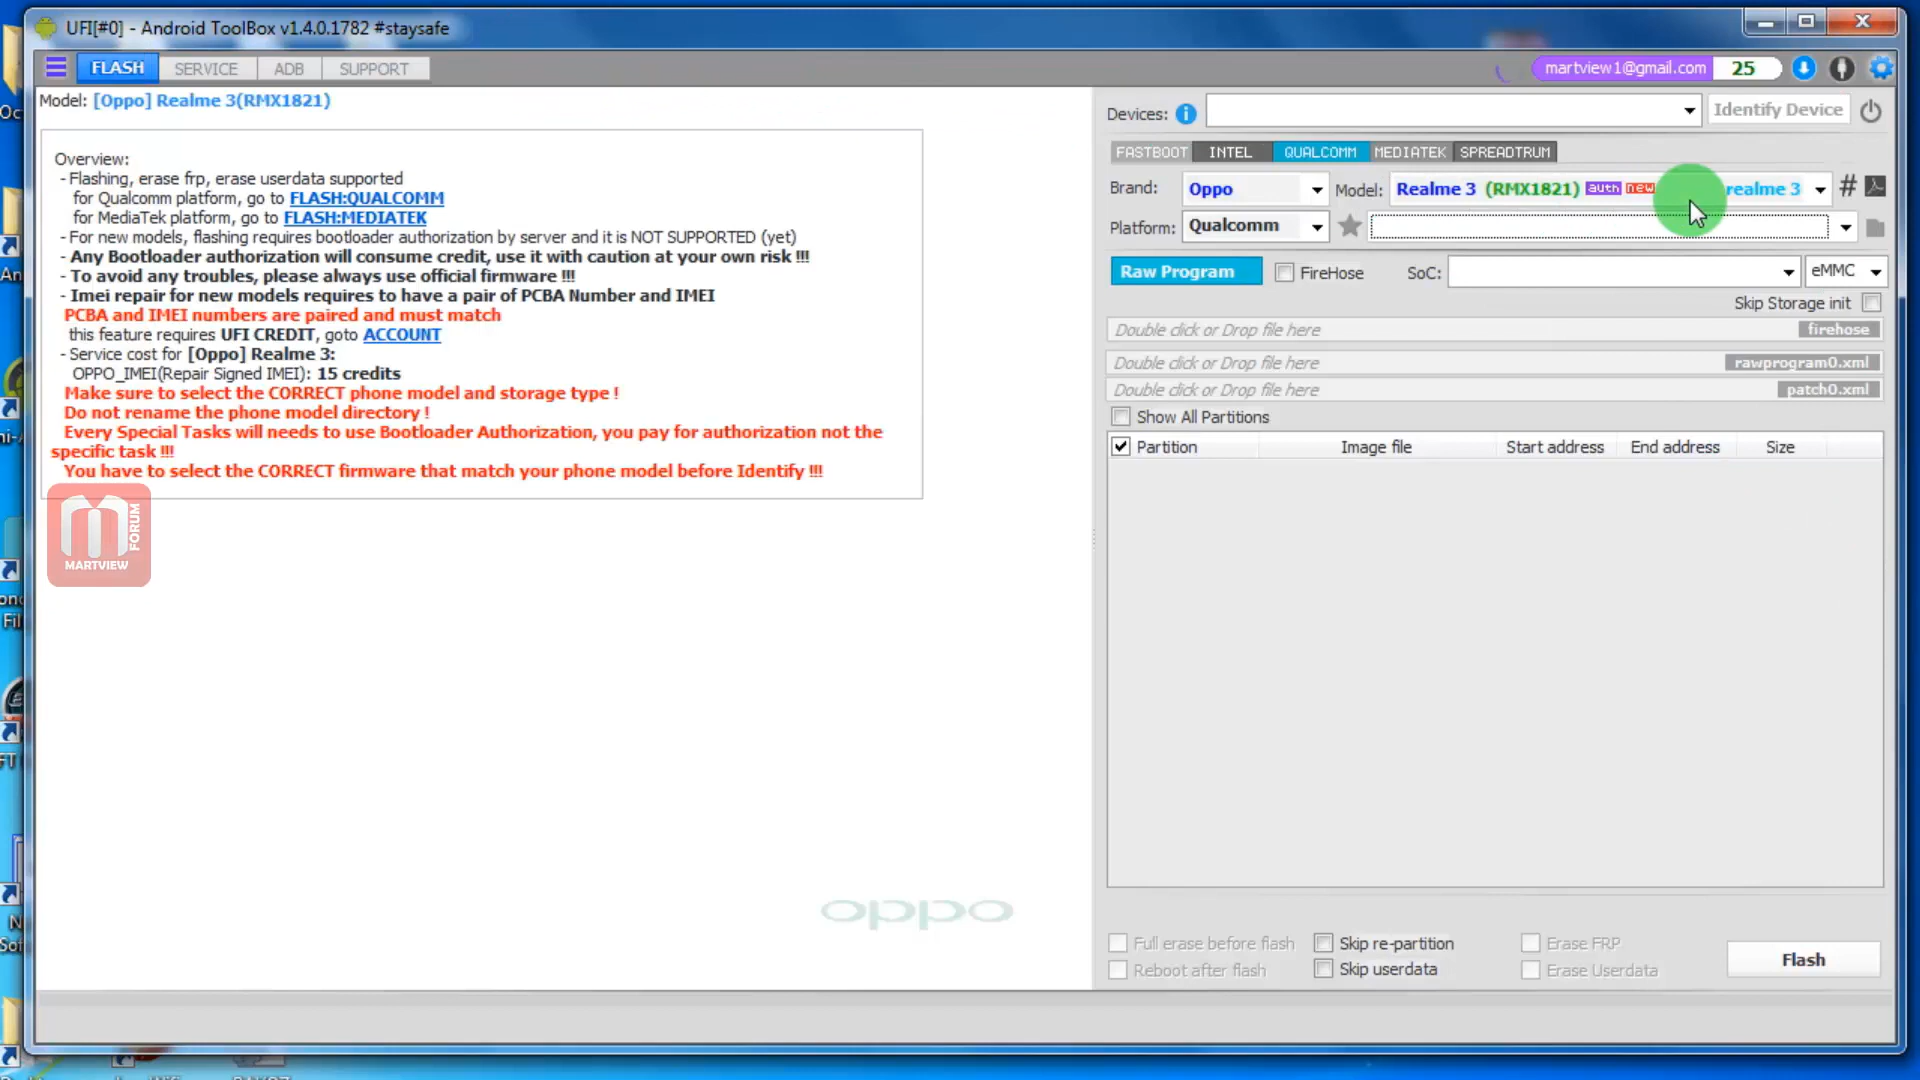 UFI[#0] - Android ToolBox v1.4.0.1782 #staysafe
FLASH SERVICE ADB SUPPORT
martview1@gmail.com 25
Model: [Oppo] Realme 3(RMX1821)
Overview:
- Flashing, erase frp, erase userdata supported
for Qualcomm platform, go to FLASH:QUALCOMM
for MediaTek platform, go to FLASH:MEDIATEK
- For new models, flashing requires bootloader authorization by server and it is NOT SUPPORTED (yet)
- Any Bootloader authorization will consume credit, use it with caution at your own risk !!!
- To avoid any troubles, please always use official firmware !!!
- Imei repair for new models requires to have a pair of PCBA Number and IMEI
PCBA and IMEI numbers are paired and must match
this feature requires UFI CREDIT, goto ACCOUNT
- Service cost for [Oppo] Realme 3:
OPPO_IMEI(Repair Signed IMEI): 15 credits
Make sure to select the CORRECT phone model and storage type !
Do not rename the phone model directory !
Every Special Tasks will needs to use Bootloader Authorization, you pay for authorization not the
specific task !!!
You have to select the CORRECT firmware that match your phone model before Identify !!!
MARTVIEW
FORUM
oppo
Devices: Identify Device
FASTBOOT INTEL QUALCOMM MEDIATEK SPREADTRUM
Brand: Oppo Model: Realme 3 (RMX1821) auth new realme 3 #
Platform: Qualcomm
Raw Program FireHose SoC: eMMC
Skip Storage init
Double click or Drop file here firehose
Double click or Drop file here rawprogram0.xml
Double click or Drop file here patch0.xml
Show All Partitions
Partition Image file Start address End address Size
Full erase before flash Skip re-partition Erase FRP
Reboot after flash Skip userdata Erase Userdata
Flash